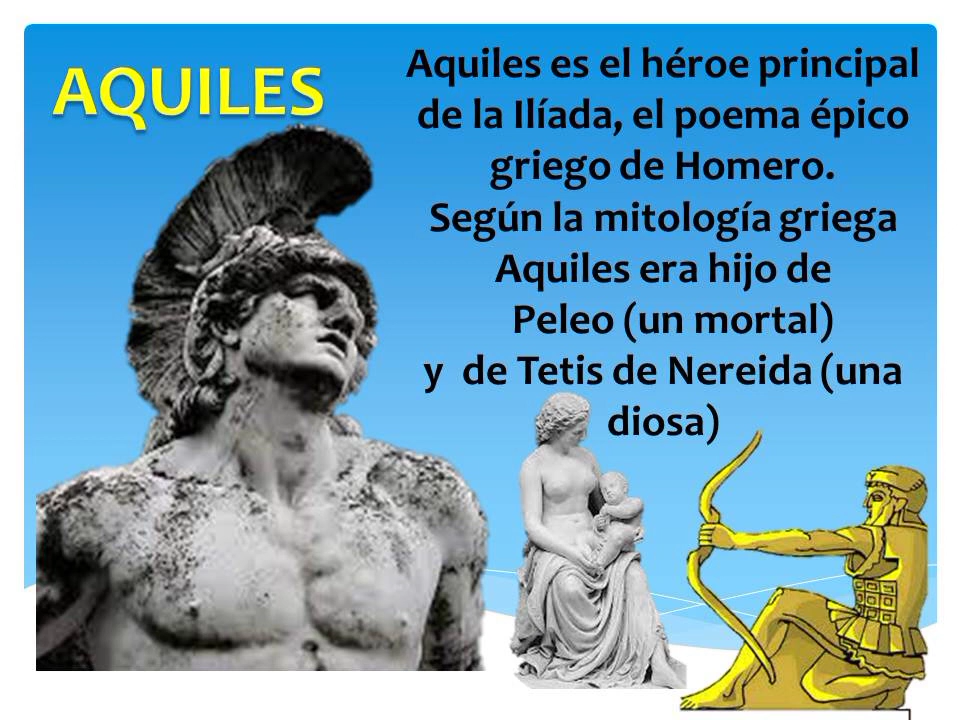 AQUILES
Aquiles es el héroe principal
de la Ilíada, el poema épico
griego de Homero.
Según la mitología griega
Aquiles era hijo de
Peleo (un mortal)
y de Tetis de Nereida (una
diosa)